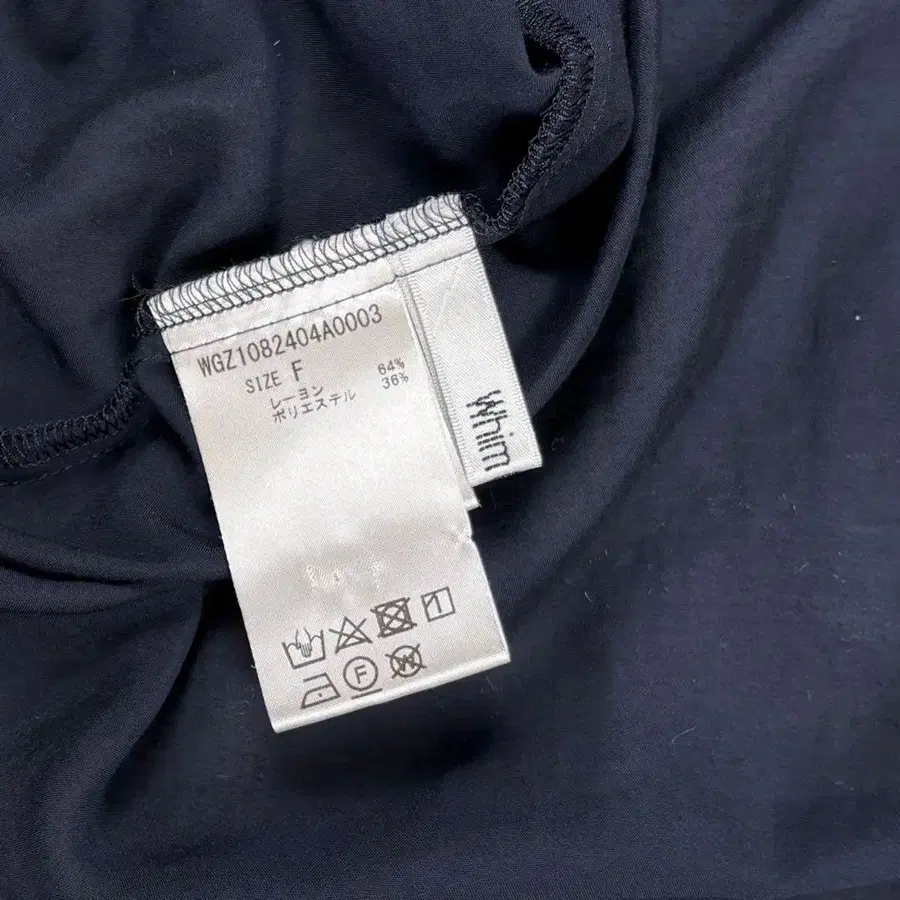 WGZ1082404A0003
SIZE F
レーヨン 64%
ポリエステル 36%
Whim
F
W